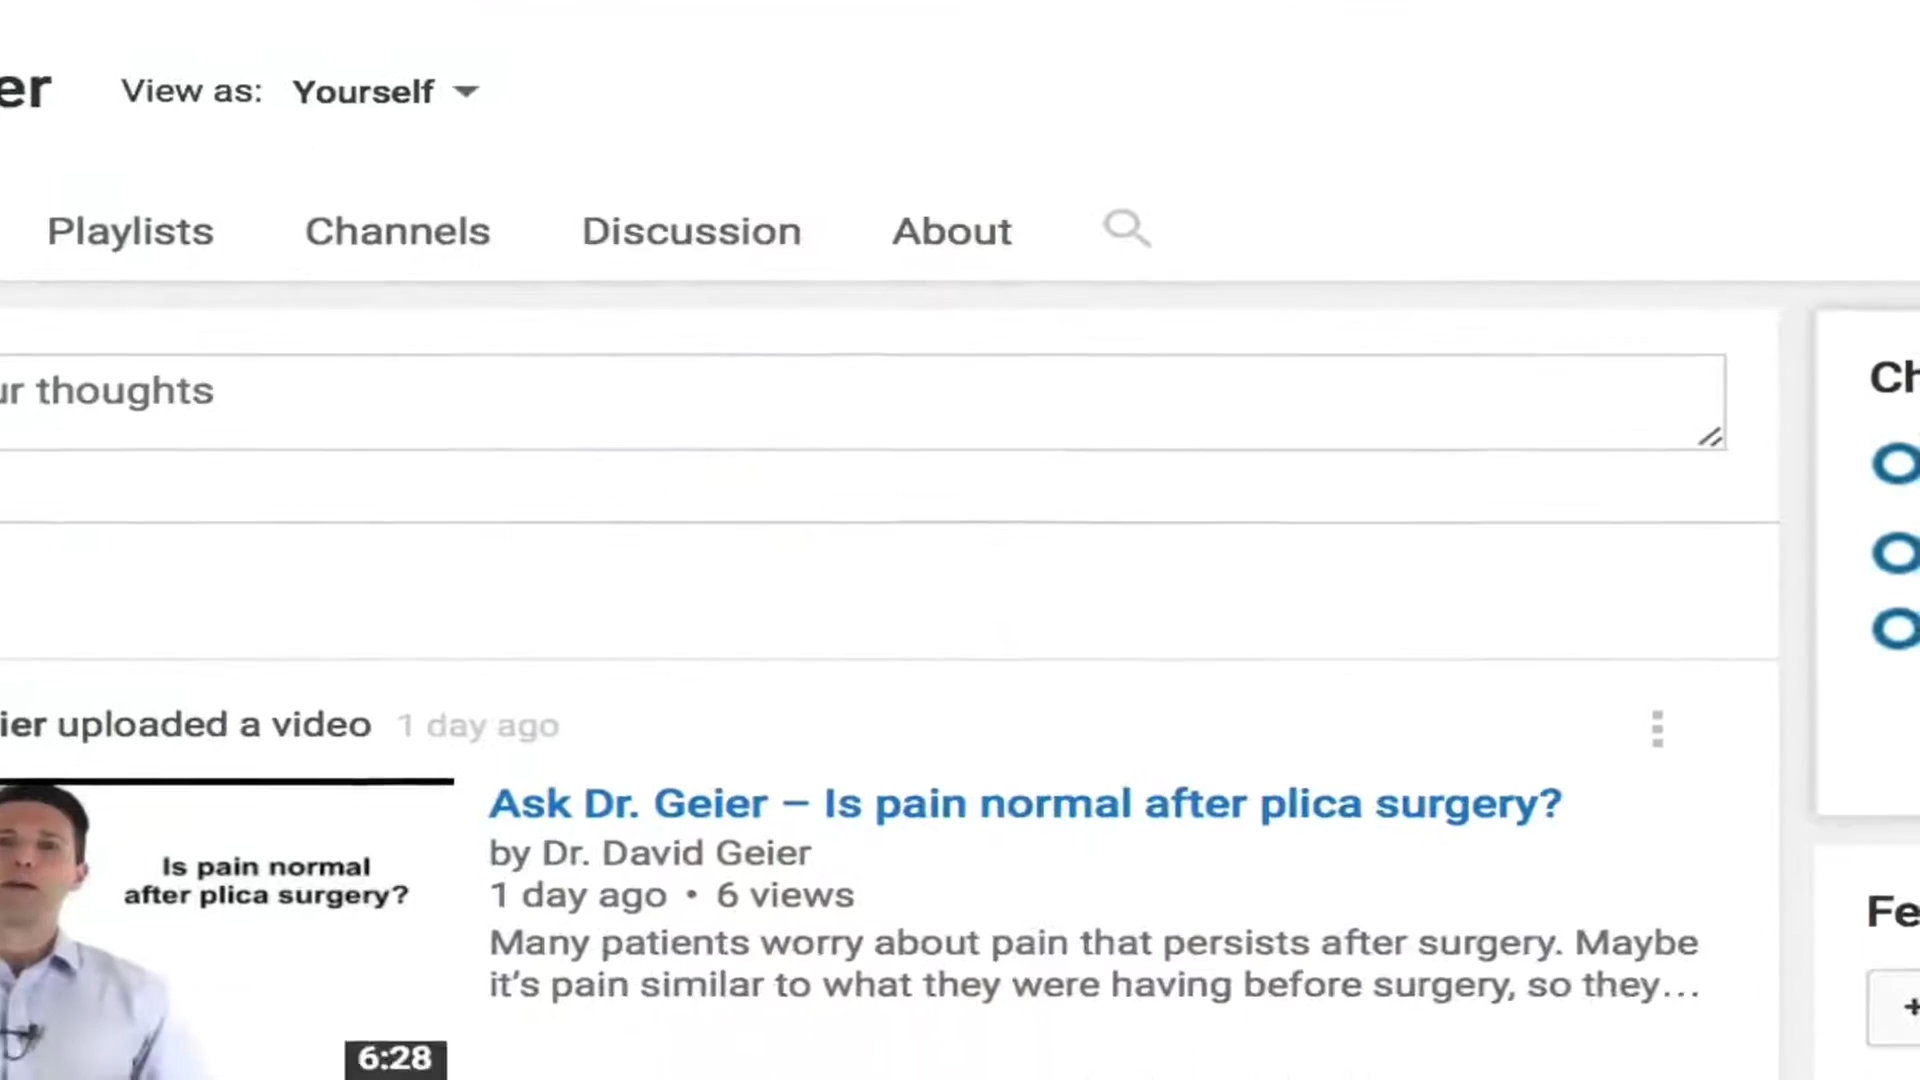 er View as: Yourself
Playlists Channels Discussion About
ur thoughts
Ch
ier uploaded a video 1 day ago
Ask Dr. Geier – Is pain normal after plica surgery?
by Dr. David Geier
1 day ago • 6 views
Many patients worry about pain that persists after surgery. Maybe
it's pain similar to what they were having before surgery, so they...
Is pain normal
after plica surgery?
6:28
Fe
+